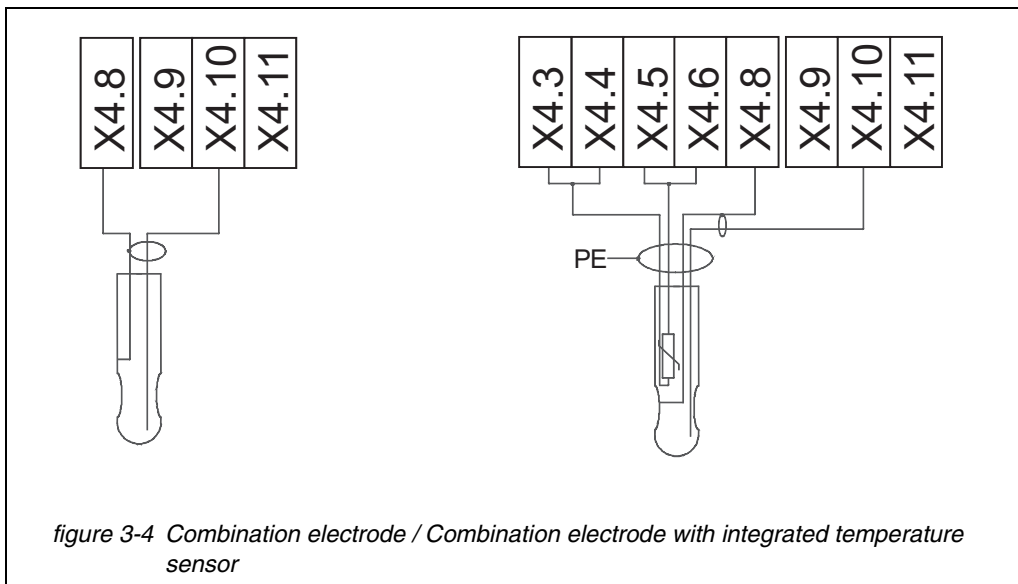 X4.8
X4.9
X4.10
X4.11
X4.3
X4.4
X4.5
X4.6
X4.8
X4.9
X4.10
X4.11
PE
figure 3-4 Combination electrode / Combination electrode with integrated temperature
sensor